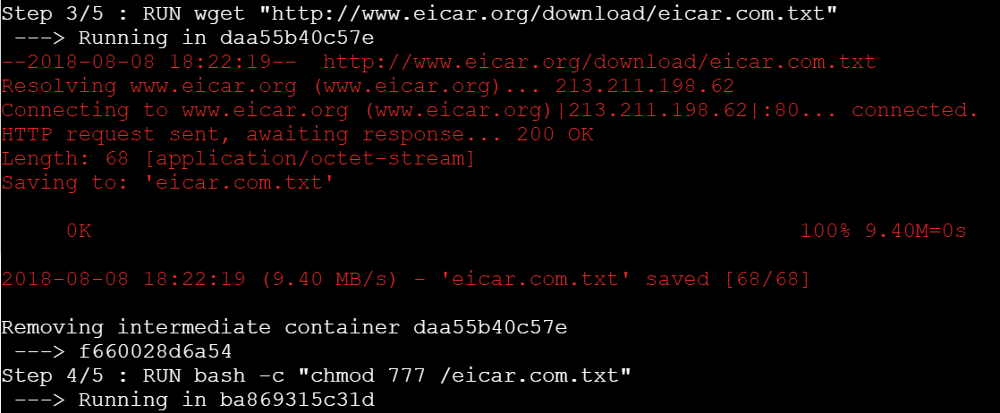 Step 3/5 : RUN wget "http://www.eicar.org/download/eicar.com.txt"
---> Running in daa55b40c57e
--2018-08-08 18:22:19--  http://www.eicar.org/download/eicar.com.txt
Resolving www.eicar.org (www.eicar.org)... 213.211.198.62
Connecting to www.eicar.org (www.eicar.org)|213.211.198.62|:80... connected.
HTTP request sent, awaiting response... 200 OK
Length: 68 [application/octet-stream]
Saving to: 'eicar.com.txt'
0K 100% 9.40M=0s
2018-08-08 18:22:19 (9.40 MB/s) - 'eicar.com.txt' saved [68/68]
Removing intermediate container daa55b40c57e
---> f660028d6a54
Step 4/5 : RUN bash -c "chmod 777 /eicar.com.txt"
---> Running in ba869315c31d